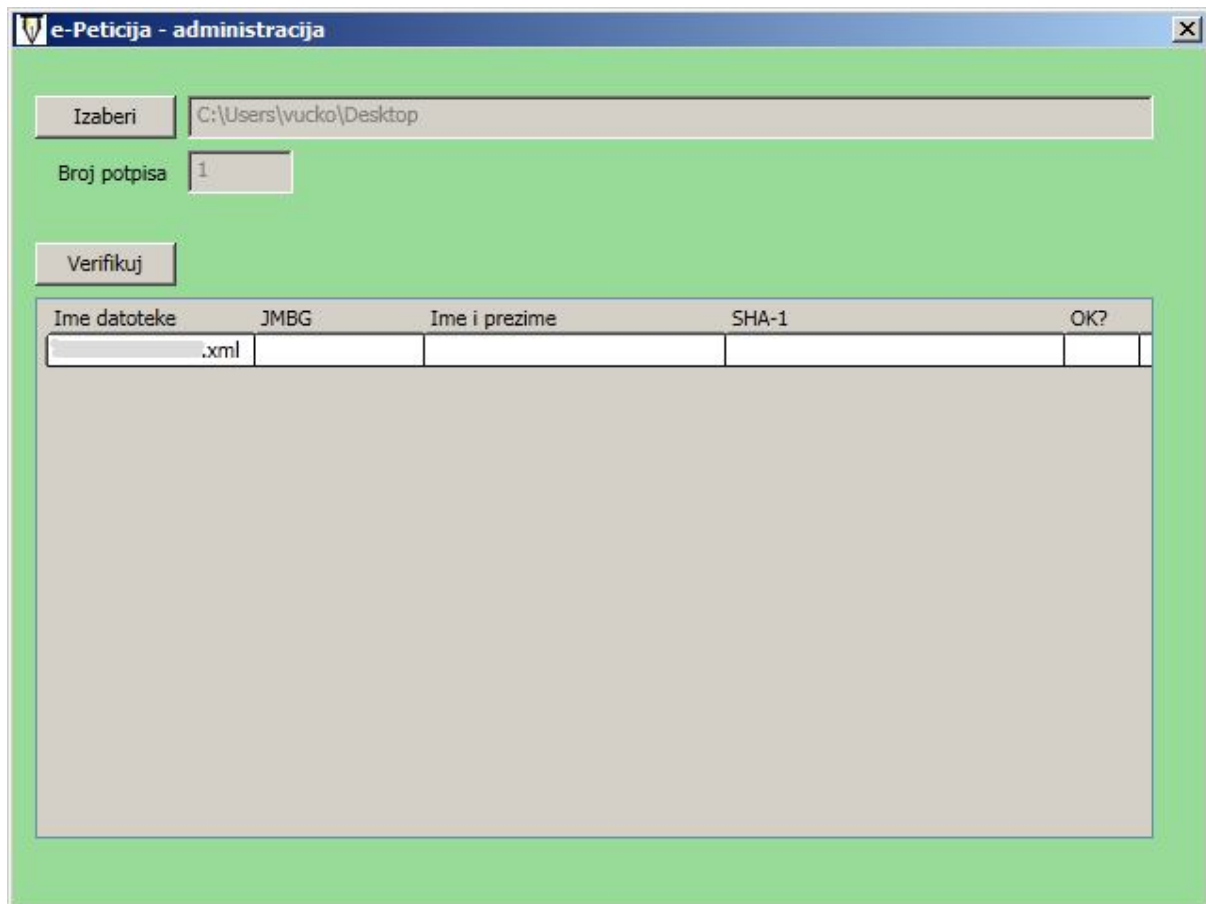 e-Peticija - administracija
Izaberi C:\Users\vucko\Desktop
Broj potpisa 1
Verifikuj
Ime datoteke JMBG Ime i prezime SHA-1 OK?
.xml